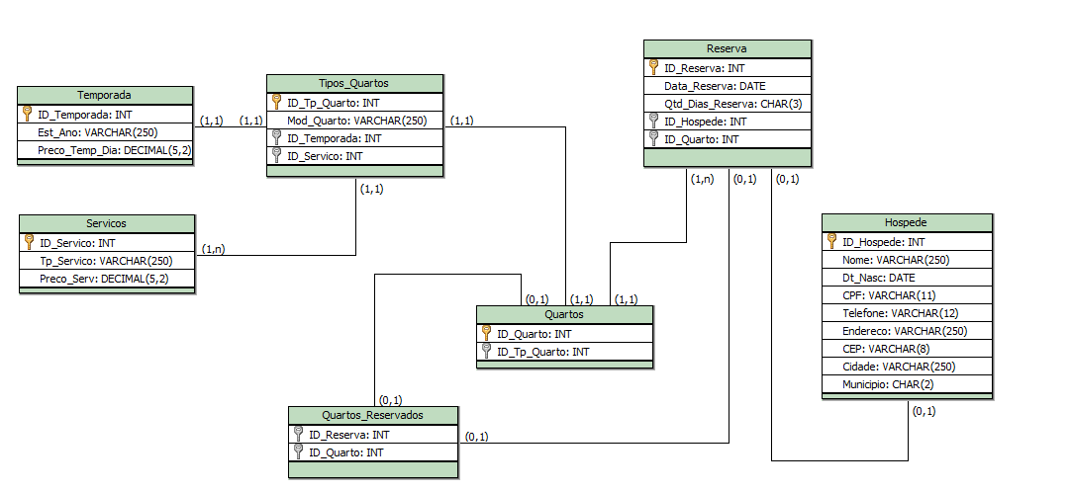 Temporada
ID_Temporada: INT
Est_Ano: VARCHAR(250)
Preco_Temp_Dia: DECIMAL(5,2)
(1,1)
(1,1)
Tipos_Quartos
ID_Tp_Quarto: INT
Mod_Quarto: VARCHAR(250)
ID_Temporada: INT
ID_Servico: INT
(1,1)
(1,1)
Servicos
ID_Servico: INT
Tp_Servico: VARCHAR(250)
Preco_Serv: DECIMAL(5,2)
(1,n)
Reserva
ID_Reserva: INT
Data_Reserva: DATE
Qtd_Dias_Reserva: CHAR(3)
ID_Hospede: INT
ID_Quarto: INT
(1,n)
(0,1)
(0,1)
Hospede
ID_Hospede: INT
Nome: VARCHAR(250)
Dt_Nasc: DATE
CPF: VARCHAR(11)
Telefone: VARCHAR(12)
Endereco: VARCHAR(250)
CEP: VARCHAR(8)
Cidade: VARCHAR(250)
Municipio: CHAR(2)
(0,1)
(0,1)
(1,1)
(1,1)
Quartos
ID_Quarto: INT
ID_Tp_Quarto: INT
(0,1)
Quartos_Reservados
ID_Reserva: INT
ID_Quarto: INT
(0,1)